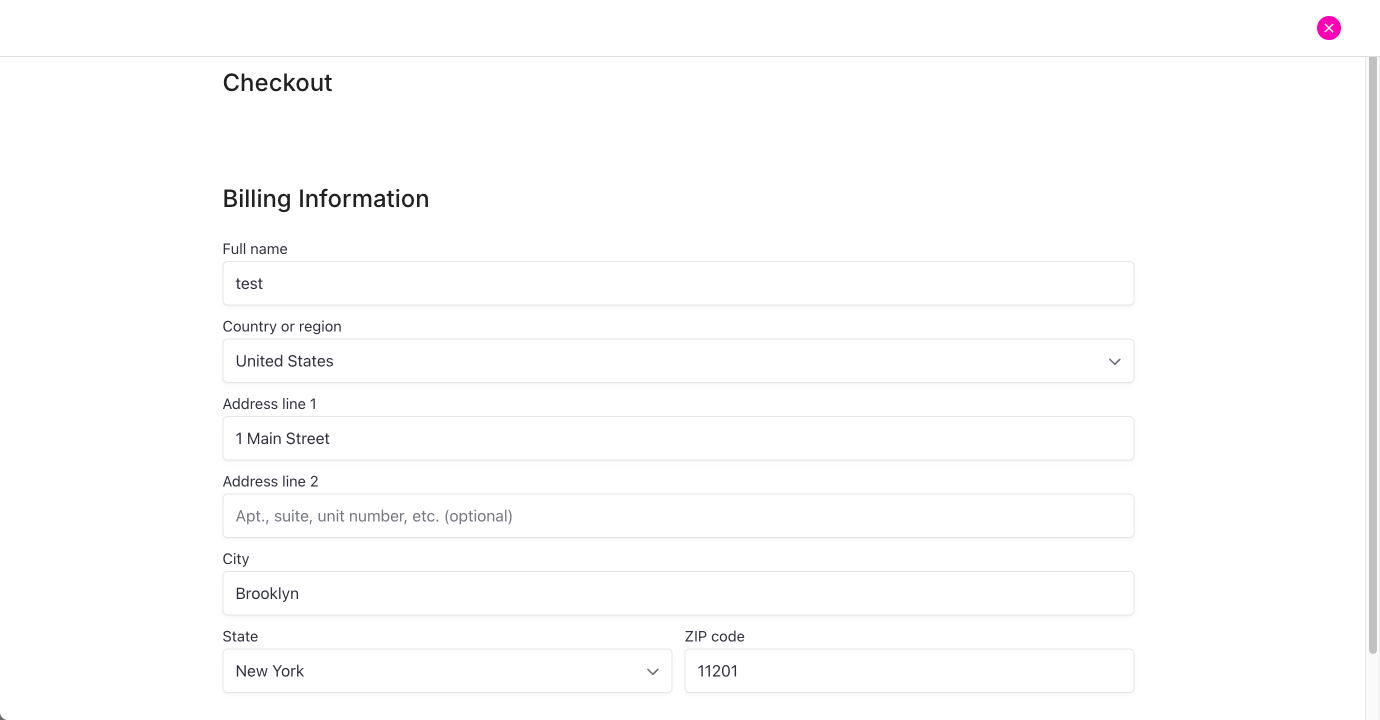 Checkout
Billing Information
Full name
test
Country or region
United States
Address line 1
1 Main Street
Address line 2
Apt., suite, unit number, etc. (optional)
City
Brooklyn
State
ZIP code
New York
11201